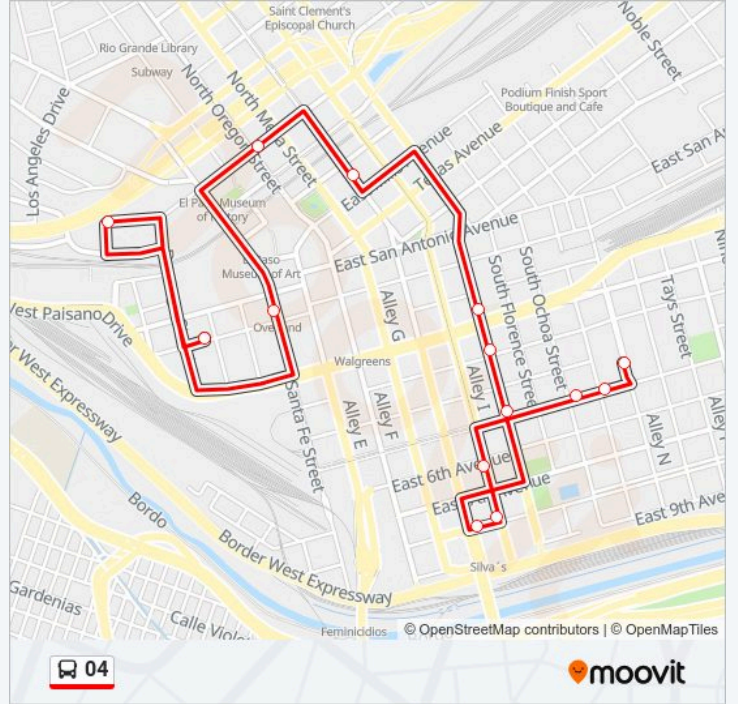 Saint Clement's
Episcopal Church
Noble Street
Rio Grande Library
Subway
North Oregon Street
North Mesa Street
Podium Finish Sport
Boutique and Cafe
Los Angeles Drive
Texas Avenue
Avenue
East San A
Museum
of History
East San Antonio Avenue
Museum of Art
South Florence Street
South Ochoa Street
Tays Street
West Paisano Drive
Alley G
Walgreens
Alley I
Santa Fe Street
Alley E
Alley F
Alley N
East 6th Avenue
Avenue
East 9th Ave
West Expressway
Bordo
Border West Expressway
Silva´s
Gardenias
Calle Viole
Feminicidios
© OpenStreetMap contributors | © OpenMapTiles
04
moovit